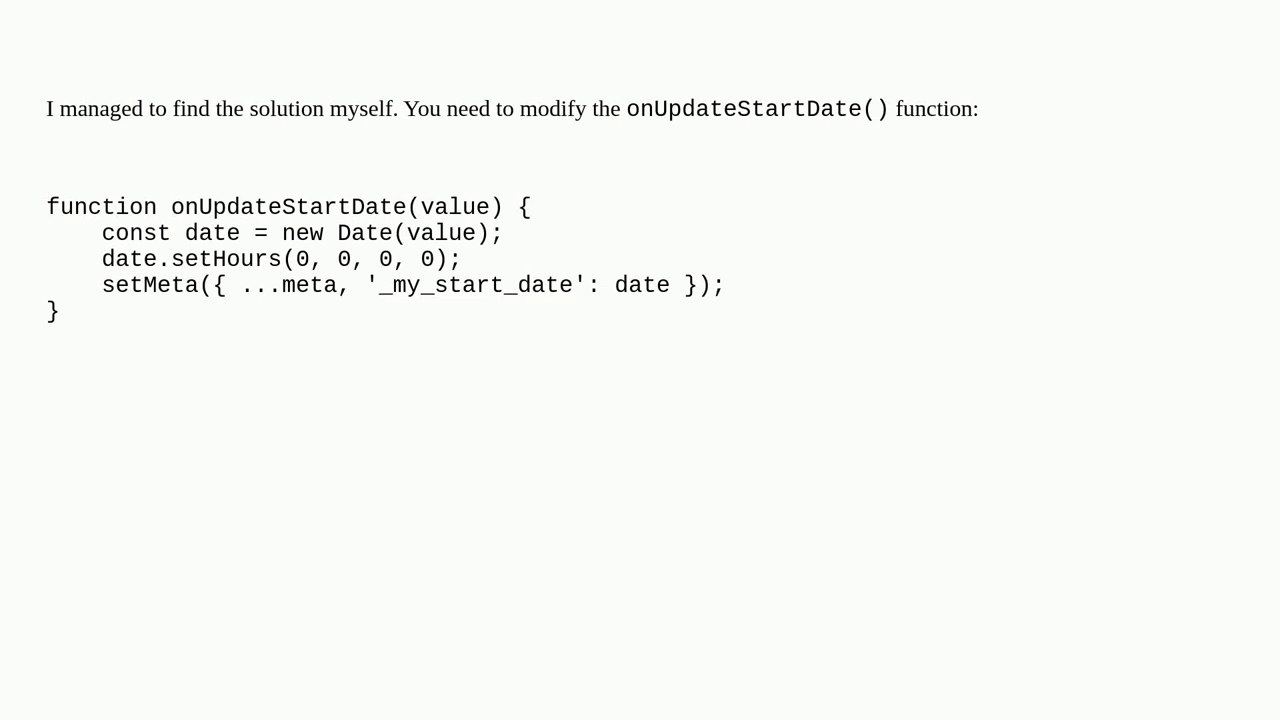 I managed to find the solution myself. You need to modify the onUpdateStartDate() function:
function onUpdateStartDate(value) {
    const date = new Date(value);
    date.setHours(0, 0, 0, 0);
    setMeta({ ...meta, '_my_start_date': date });
}